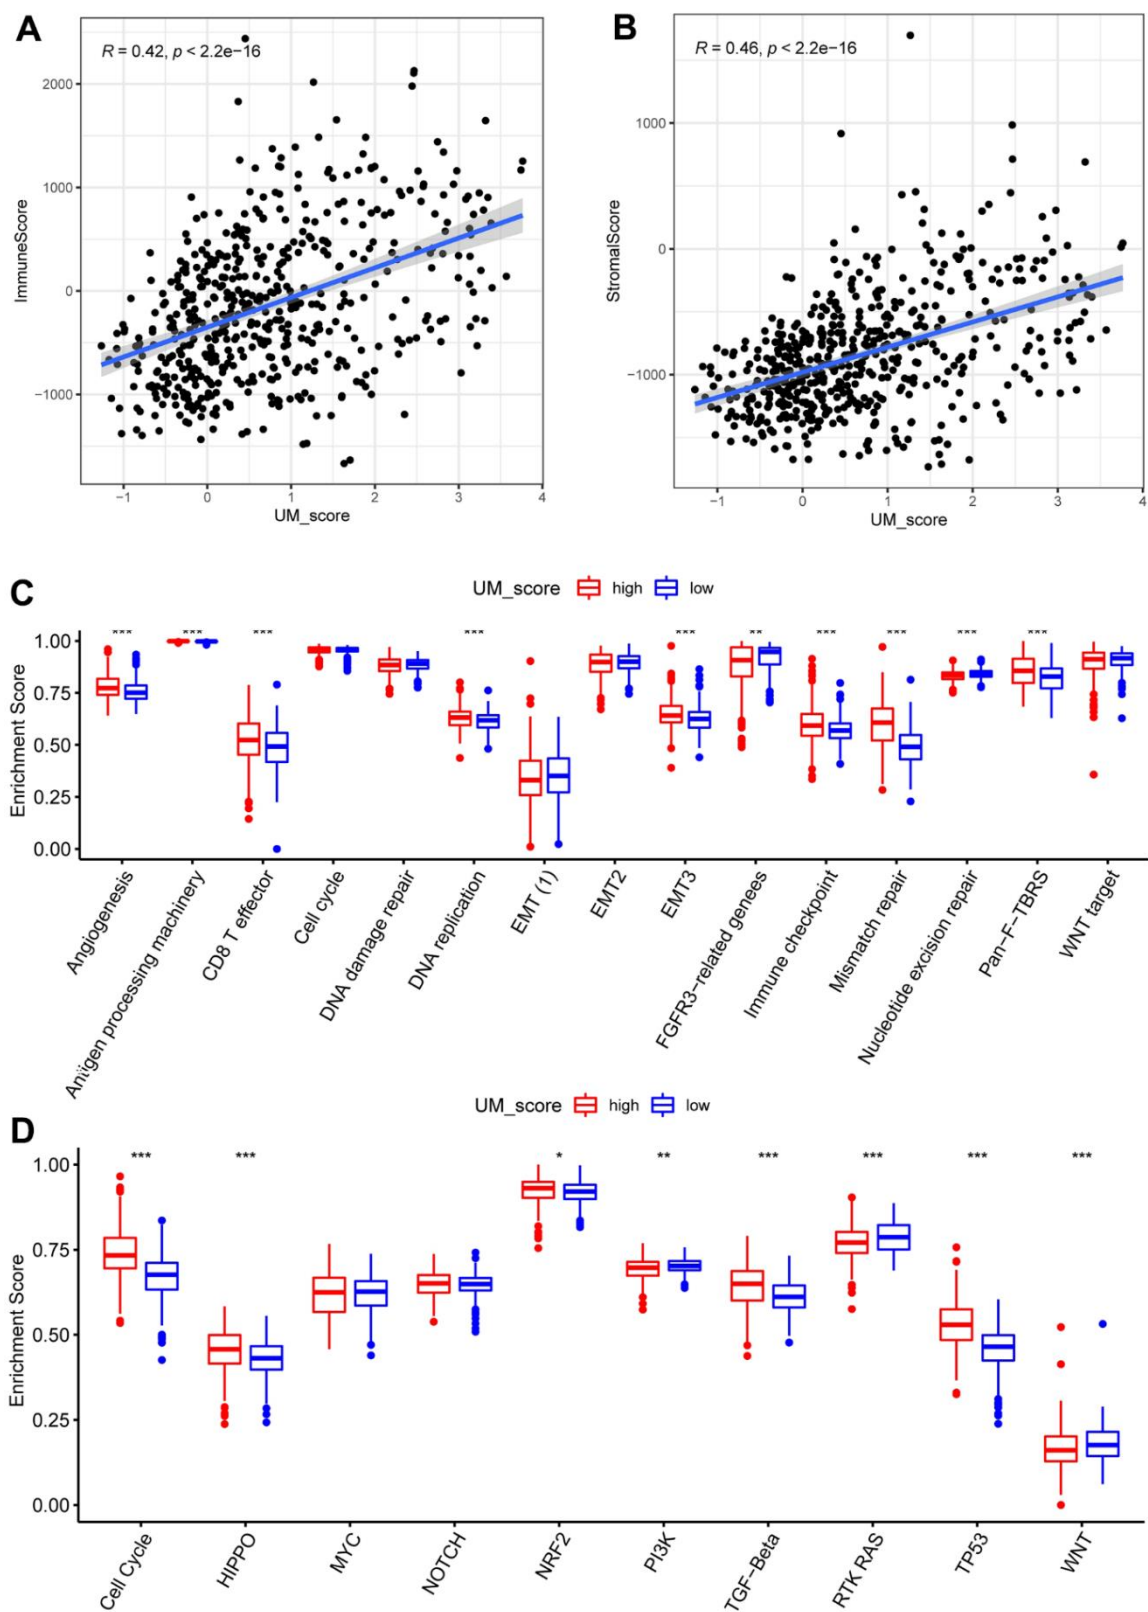 A
R = 0.42, p < 2.2e−16
2000
1000
0
−1000
ImmuneScore
−1
0
1
2
3
4
UM_score
B
R = 0.46, p < 2.2e−16
1000
0
−1000
StromalScore
−1
0
1
2
3
4
UM_score
C
UM_score high low
*** *** *** *** *** ** *** *** *** ***
1.00
0.75
0.50
0.25
0.00
Enrichment Score
Angiogenesis
Antigen processing machinery
CD8 T effector
Cell cycle
DNA damage repair
DNA replication
EMT (1)
EMT2
EMT3
FGFR3−related genees
Immune checkpoint
Mismatch repair
Nucleotide excision repair
Pan−F−TBRS
WNT target
D
UM_score high low
*** *** * ** *** *** *** ***
1.00
0.75
0.50
0.25
0.00
Enrichment Score
Cell Cycle
HIPPO
MYC
NOTCH
NRF2
PI3K
TGF−Beta
RTK RAS
TP53
WNT